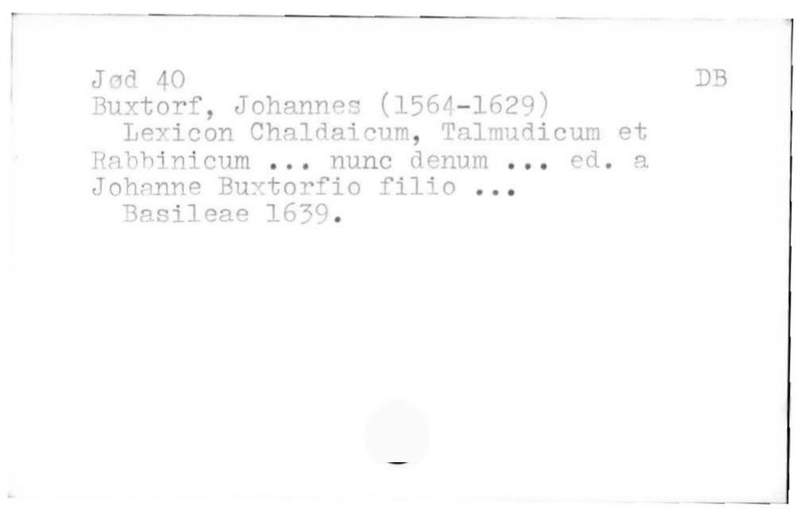 Jød 40 DB
Buxtorf, Johannes (1564-1629)
Lexicon Chaldaicum, Talmudicum et
Rabbinicum ... nunc denum ... ed. a
Johanne Buxtorfio filio ...
Basileae 1639.